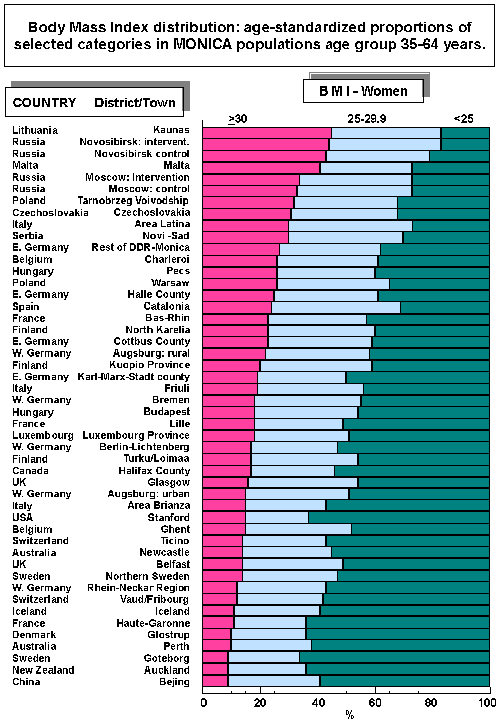 Body Mass Index distribution: age-standardized proportions of
selected categories in MONICA populations age group 35-64 years.
COUNTRY District/Town
B M I - Women
≥30 25-29.9 <25
Lithuania Kaunas
Russia Novosibirsk: intervent.
Russia Novosibirsk control
Malta Malta
Russia Moscow: Intervention
Russia Moscow: control
Poland Tarnobrzeg Voivodship
Czechoslovakia Czechoslovakia
Italy Area Latina
Serbia Novi -Sad
E. Germany Rest of DDR-Monica
Belgium Charleroi
Hungary Pecs
Poland Warsaw
E. Germany Halle County
Spain Catalonia
France Bas-Rhin
Finland North Karelia
E. Germany Cottbus County
W. Germany Augsburg: rural
Finland Kuopio Province
E. Germany Karl-Marx-Stadt county
Italy Friuli
W. Germany Bremen
Hungary Budapest
France Lille
Luxembourg Luxembourg Province
W. Germany Berlin-Lichtenberg
Finland Turku/Loimaa
Canada Halifax County
UK Glasgow
W. Germany Augsburg: urban
Italy Area Brianza
USA Stanford
Belgium Ghent
Switzerland Ticino
Australia Newcastle
UK Belfast
Sweden Northern Sweden
W. Germany Rhein-Neckar Region
Switzerland Vaud/Fribourg
Iceland Iceland
France Haute-Garonne
Denmark Glostrup
Australia Perth
Sweden Goteborg
New Zealand Auckland
China Bejing
0 20 40 60 80 100
%